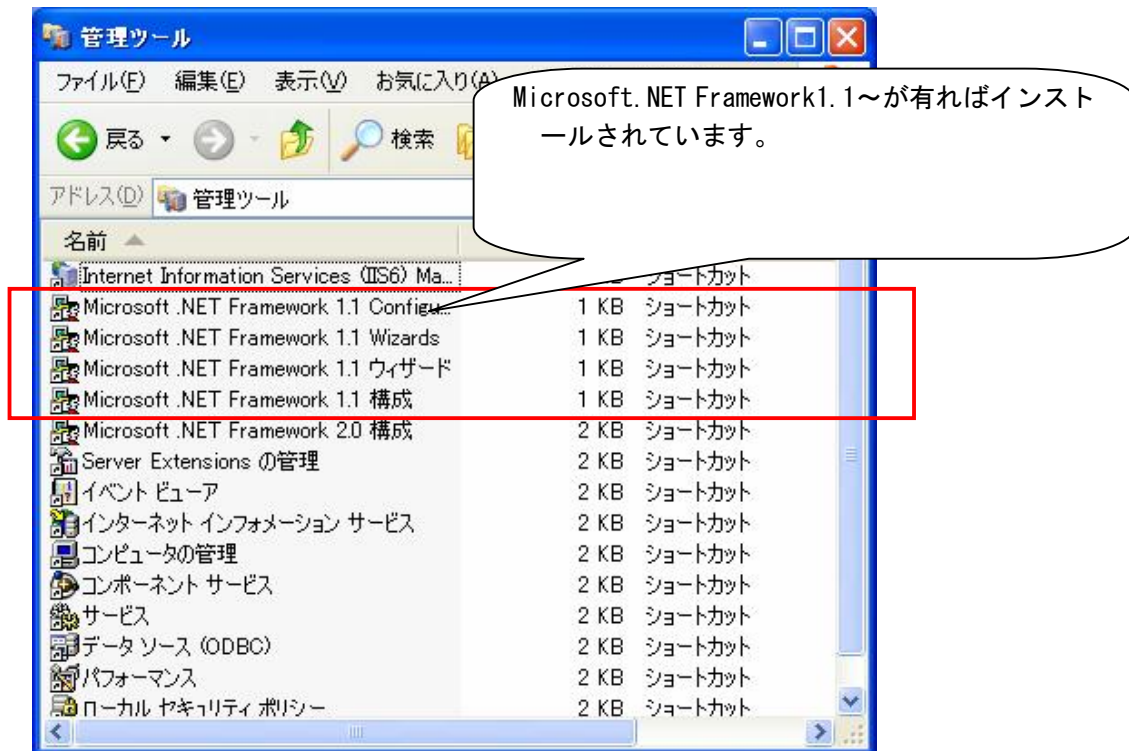 管理ツール
ファイル(F) 編集(E) 表示(V) お気に入り(A)
Microsoft.NET Framework1.1～が有ればインスト
ールされています。
戻る 検索
アドレス(D) 管理ツール
名前
Internet Information Services (IIS6) Ma... ショートカット
Microsoft .NET Framework 1.1 Configu... 1 KB ショートカット
Microsoft .NET Framework 1.1 Wizards 1 KB ショートカット
Microsoft .NET Framework 1.1 ウィザード 1 KB ショートカット
Microsoft .NET Framework 1.1 構成 1 KB ショートカット
Microsoft .NET Framework 2.0 構成 2 KB ショートカット
Server Extensions の管理 2 KB ショートカット
イベント ビューア 2 KB ショートカット
インターネット インフォメーション サービス 2 KB ショートカット
コンピュータの管理 2 KB ショートカット
コンポーネント サービス 2 KB ショートカット
サービス 2 KB ショートカット
データ ソース (ODBC) 2 KB ショートカット
パフォーマンス 2 KB ショートカット
ローカル セキュリティ ポリシー 2 KB ショートカット